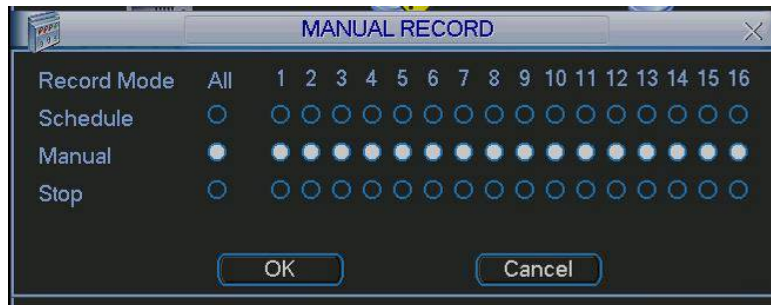 MANUAL RECORD
Record Mode All 1 2 3 4 5 6 7 8 9 10 11 12 13 14 15 16
Schedule
Manual
Stop
OK Cancel